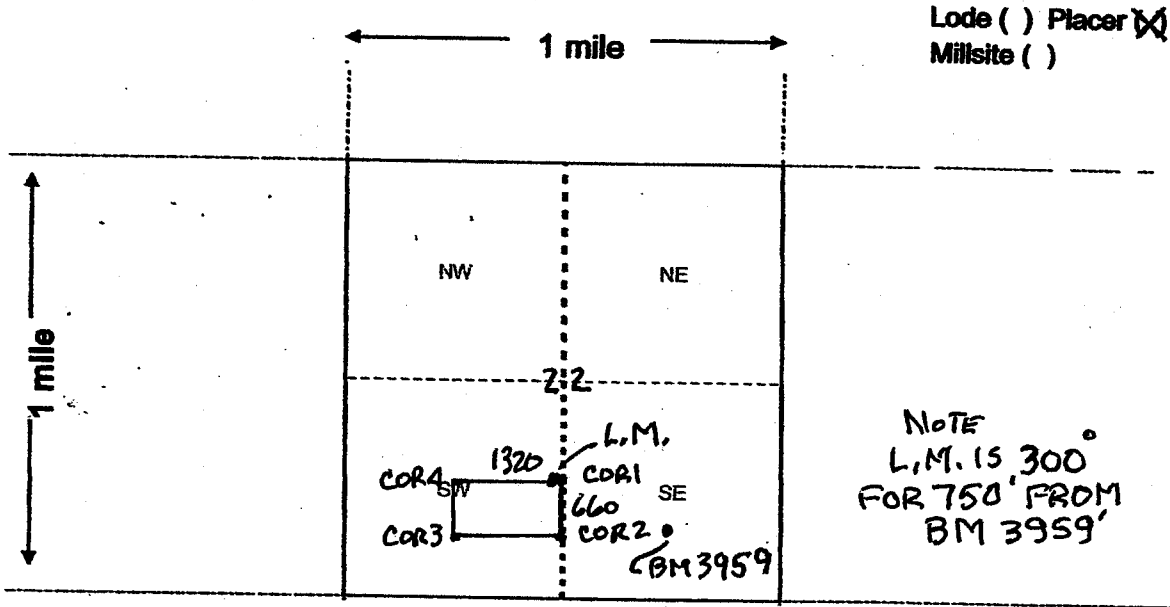 Lode ( ) Placer (X)
Millsite ( )
1 mile
1 mile
NW
NE
22
L.M.
1320
COR4
COR1
SW
SE
660
COR3
COR2
BM 3959
NOTE
L.M. IS 300°
FOR 750' FROM
BM 3959'